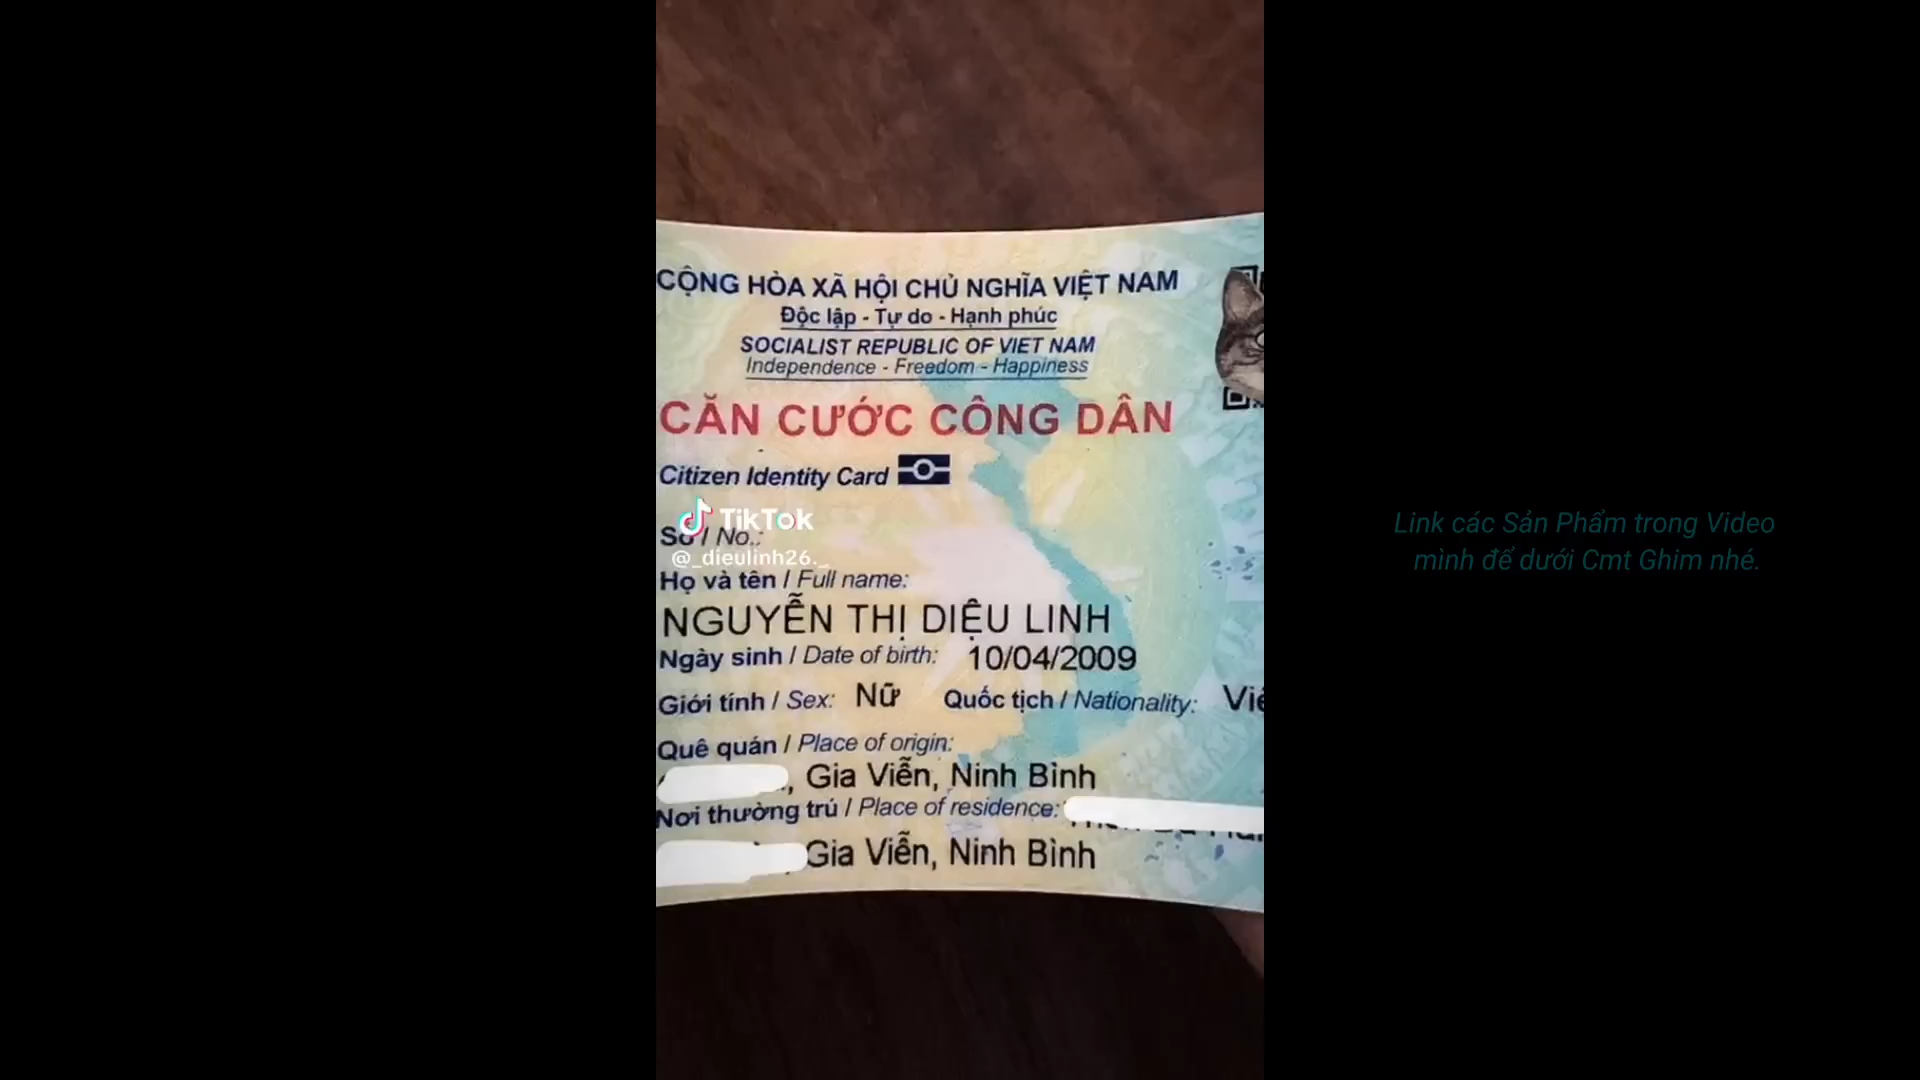 CỘNG HÒA XÃ HỘI CHỦ NGHĨA VIỆT NAM
Độc lập - Tự do - Hạnh phúc
SOCIALIST REPUBLIC OF VIET NAM
Independence - Freedom - Happiness
CĂN CƯỚC CÔNG DÂN
Citizen Identity Card
TikTok
Số / No.:
@_dieulinh26._
Họ và tên / Full name:
NGUYỄN THỊ DIỆU LINH
Ngày sinh / Date of birth: 10/04/2009
Giới tính / Sex: Nữ Quốc tịch / Nationality:
Quê quán / Place of origin:
, Gia Viễn, Ninh Bình
Nơi thường trú / Place of residence:
Gia Viễn, Ninh Bình
Link các Sản Phẩm trong Video
mình để dưới Cmt Ghim nhé.